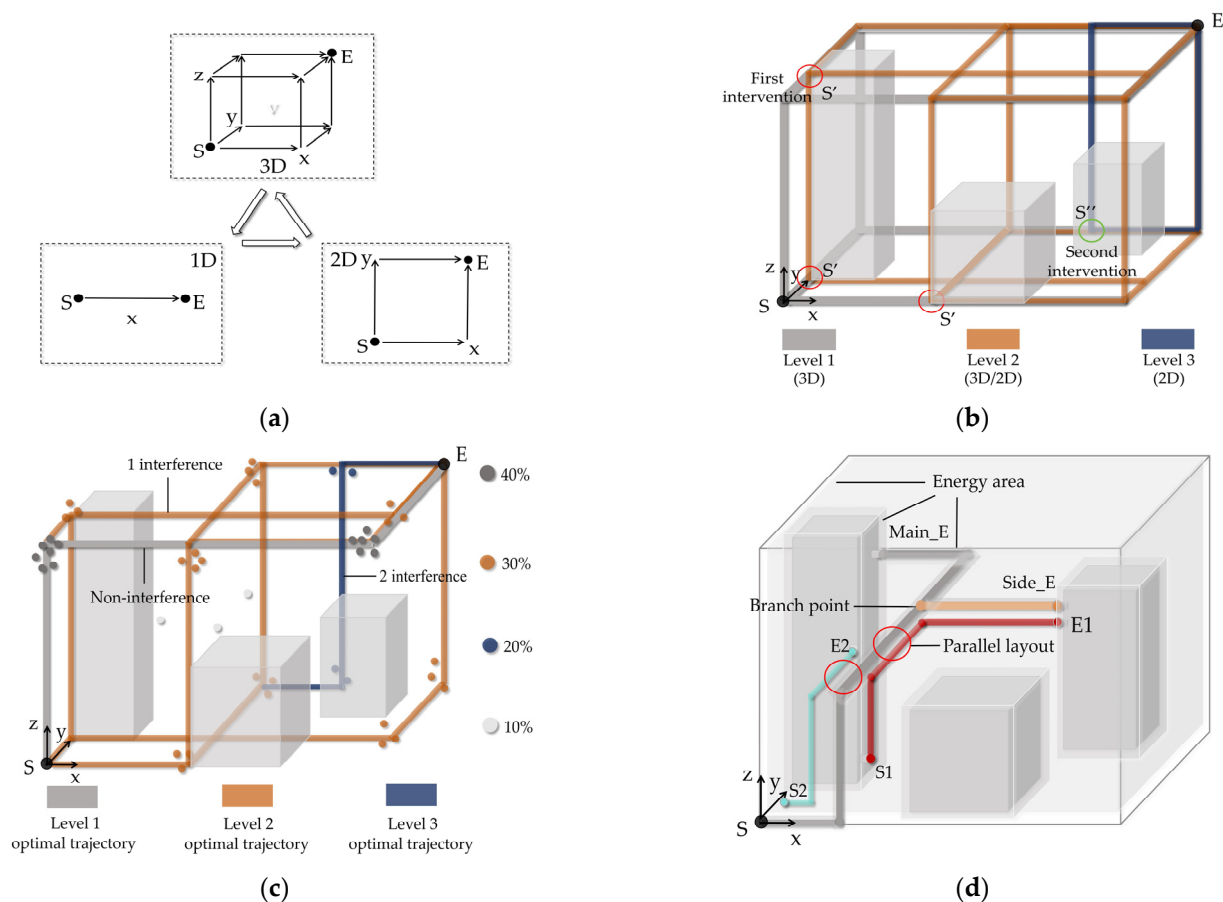 E
z
v
y
S
x
3D
1D
S
E
x
2D
y
E
S
x
(a)
E
First
intervention
S′
S′′
Second
intervention
z
y
S′
S
x
S′
Level 1
(3D)
Level 2
(3D/2D)
Level 3
(2D)
(b)
1 interference
E
40%
Non-interference
2 interference
30%
20%
10%
z
y
S
x
Level 1
optimal trajectory
Level 2
optimal trajectory
Level 3
optimal trajectory
(c)
Energy area
Main_E
Side_E
Branch point
E1
E2
Parallel layout
S1
z
y
S2
S
x
(d)